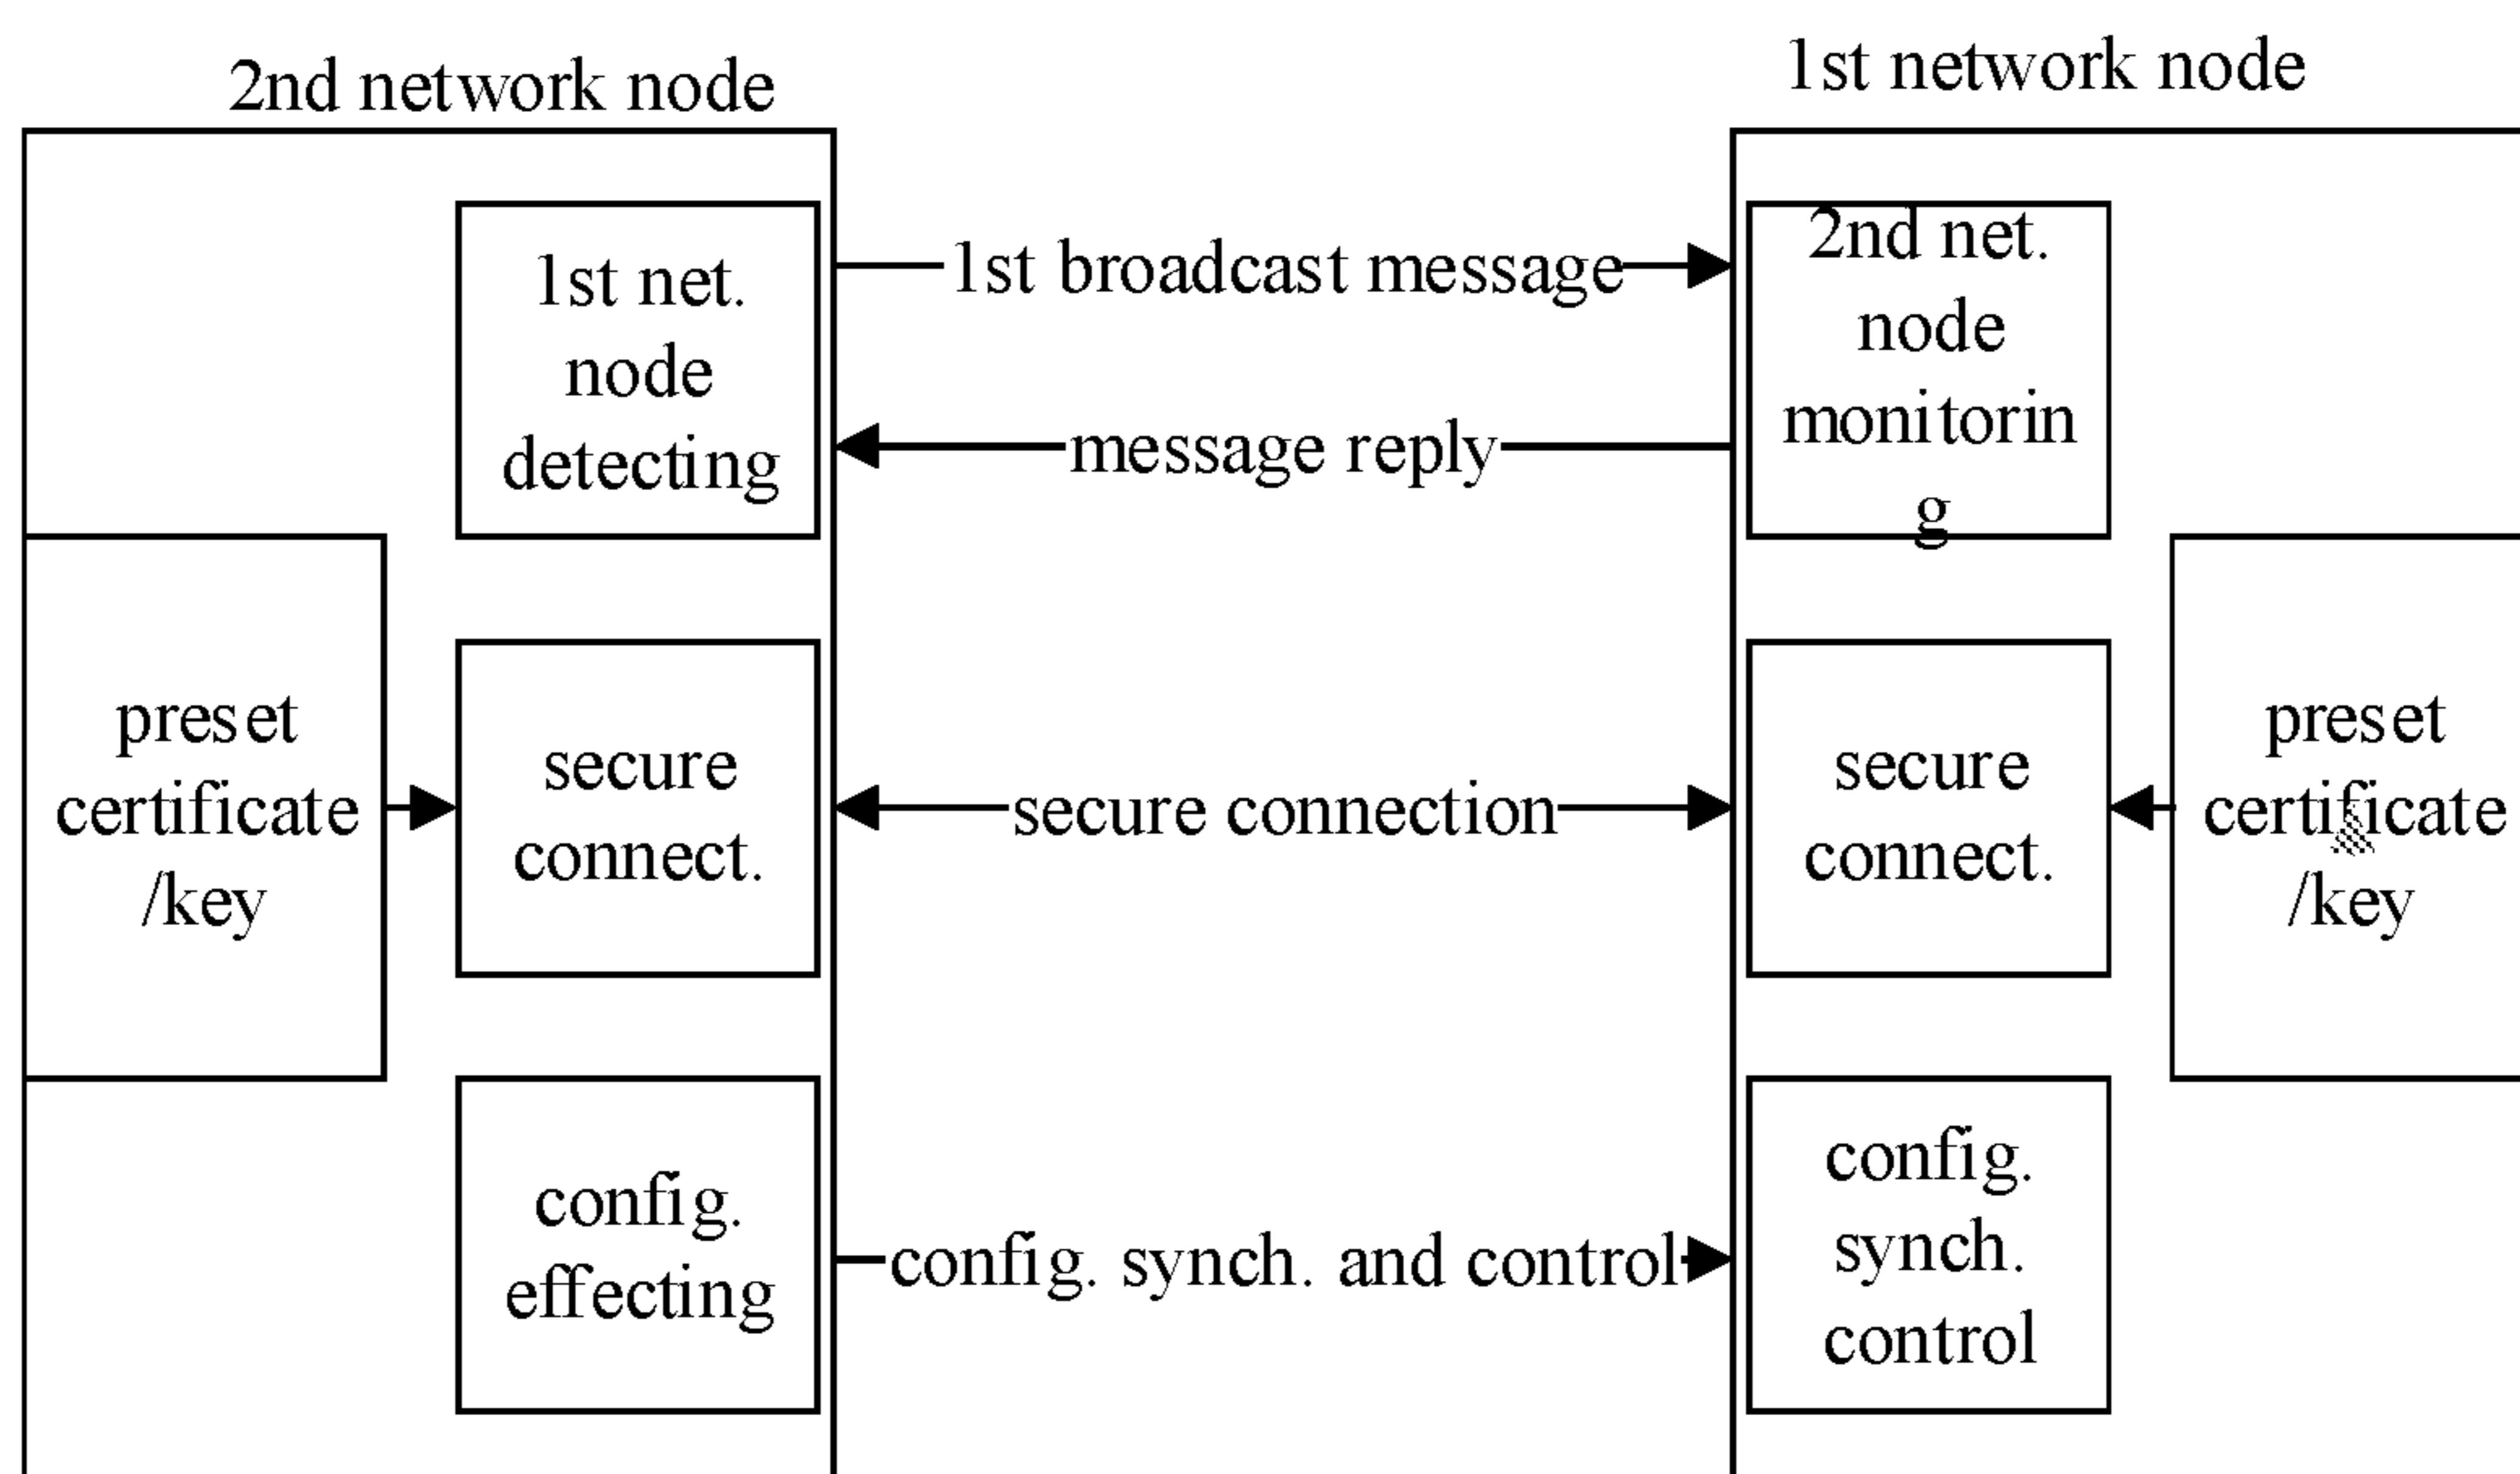 2nd network node
1st network node
1st net.
node
detecting
1st broadcast message
message reply
2nd net.
node
monitorin
g
preset
certificate
/key
secure
connect.
secure connection
secure
connect.
preset
certificate
/key
config.
effecting
config. synch. and control
config.
synch.
control